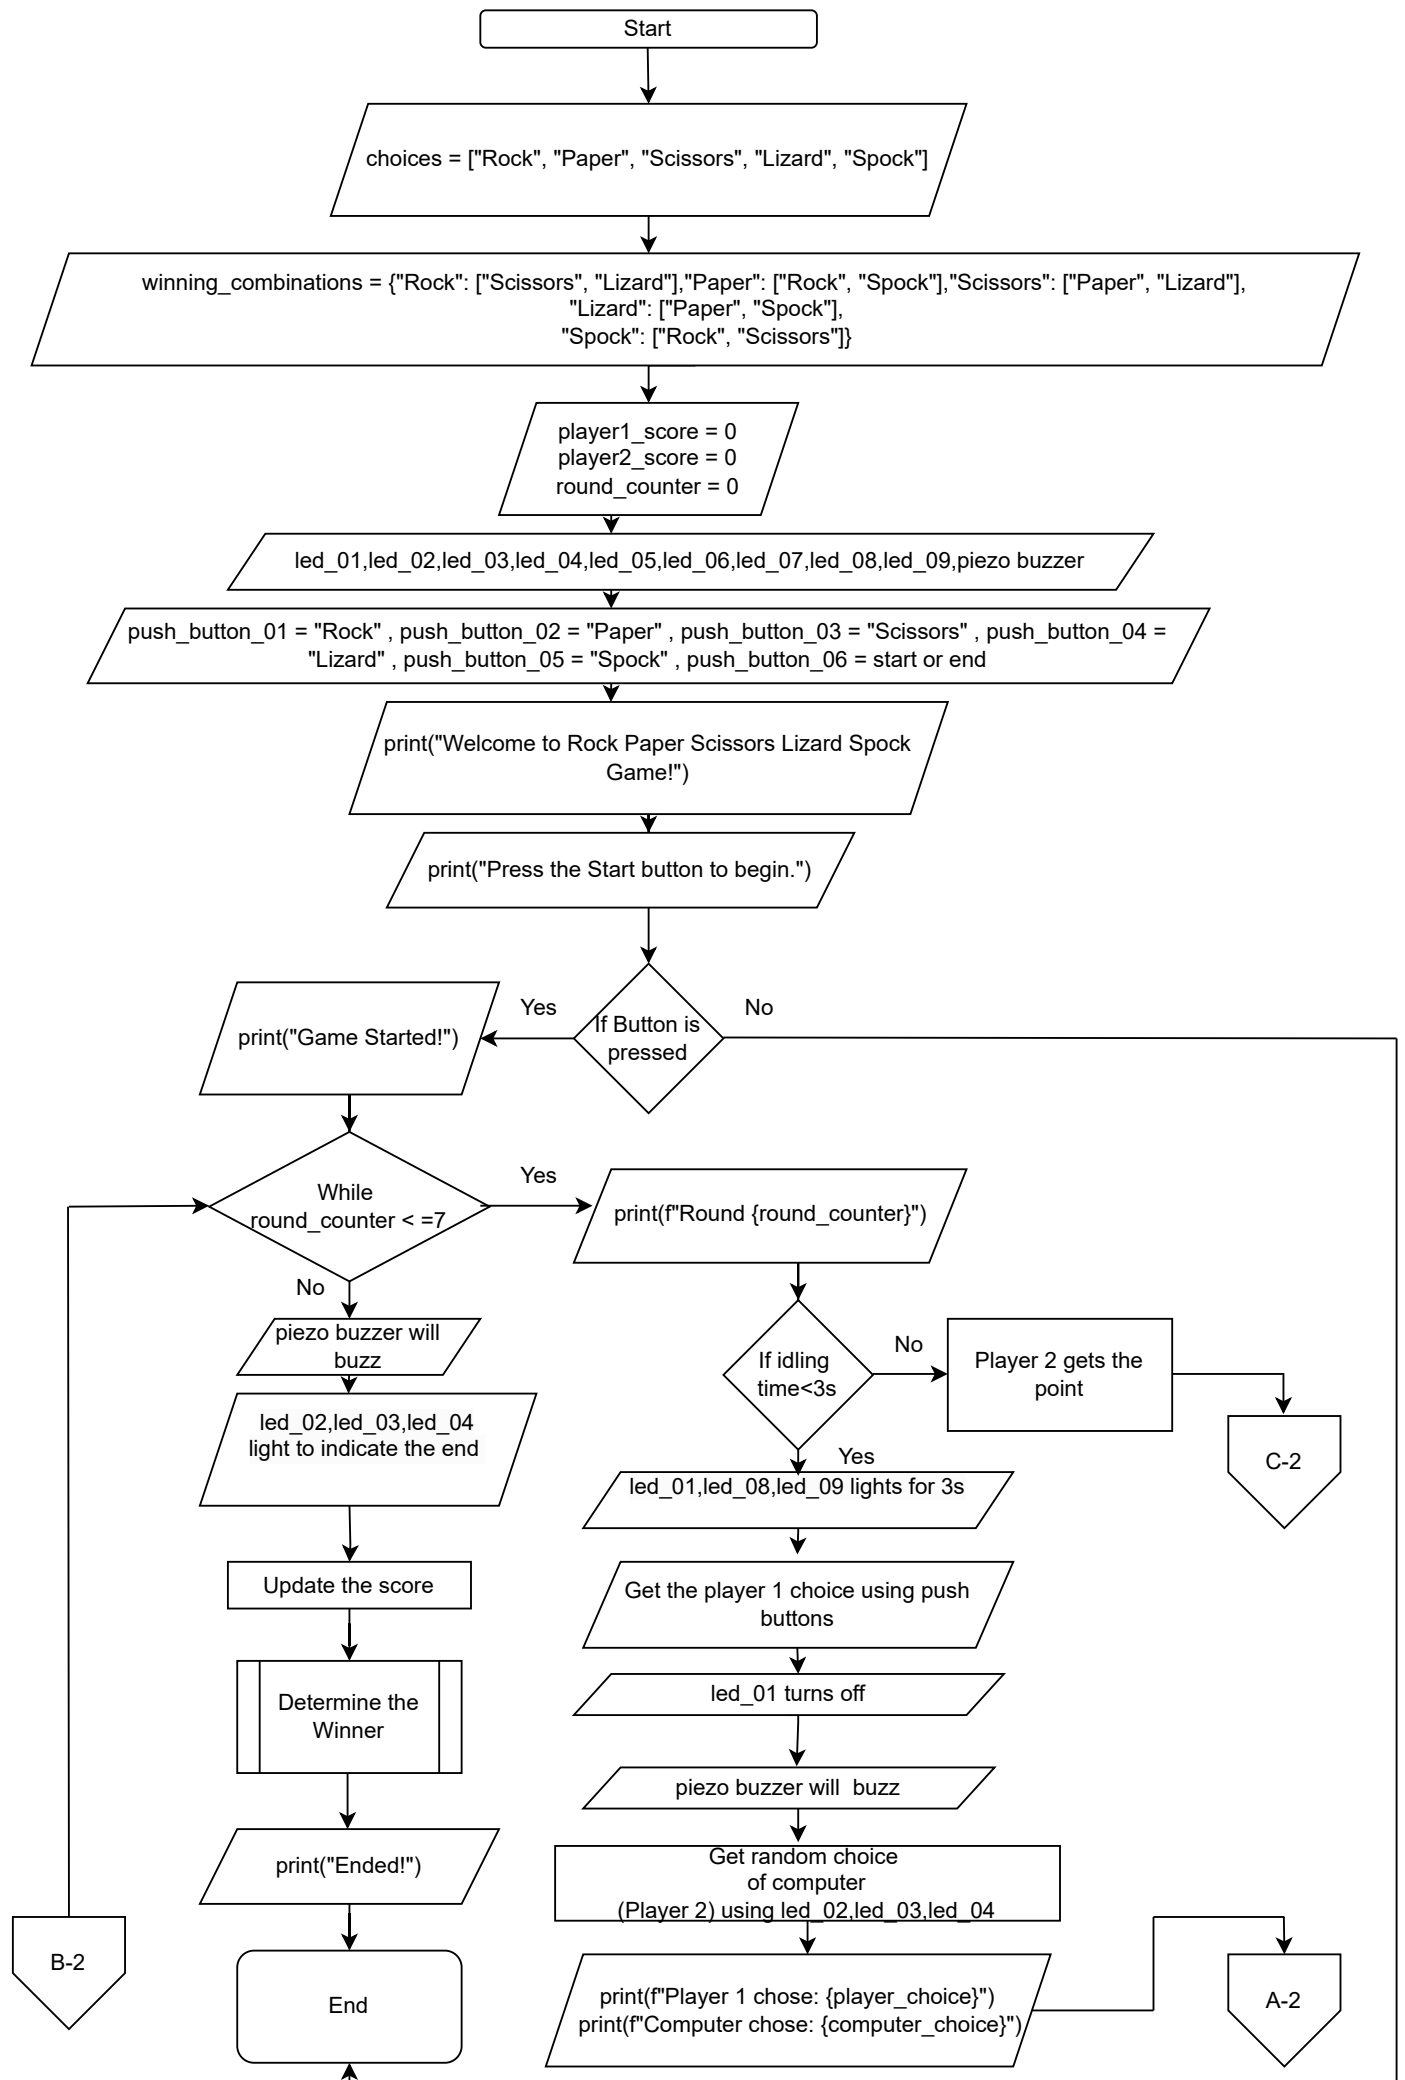 Start
choices = ["Rock", "Paper", "Scissors", "Lizard", "Spock"]
winning_combinations = {"Rock": ["Scissors", "Lizard"],"Paper": ["Rock", "Spock"],"Scissors": ["Paper", "Lizard"],
"Lizard": ["Paper", "Spock"],
"Spock": ["Rock", "Scissors"]}
player1_score = 0
player2_score = 0
round_counter = 0
led_01,led_02,led_03,led_04,led_05,led_06,led_07,led_08,led_09,piezo buzzer
push_button_01 = "Rock" , push_button_02 = "Paper" , push_button_03 = "Scissors" , push_button_04 =
"Lizard" , push_button_05 = "Spock" , push_button_06 = start or end
print("Welcome to Rock Paper Scissors Lizard Spock
Game!")
print("Press the Start button to begin.")
If Button is
pressed
Yes
No
print("Game Started!")
While
round_counter < =7
Yes
No
print(f"Round {round_counter}")
If idling
time<3s
No
Yes
Player 2 gets the
point
C-2
piezo buzzer will
buzz
led_02,led_03,led_04
light to indicate the end
Update the score
Determine the
Winner
print("Ended!")
End
B-2
led_01,led_08,led_09 lights for 3s
Get the player 1 choice using push
buttons
led_01 turns off
piezo buzzer will  buzz
Get random choice
of computer
(Player 2) using led_02,led_03,led_04
print(f"Player 1 chose: {player_choice}")
print(f"Computer chose: {computer_choice}")
A-2